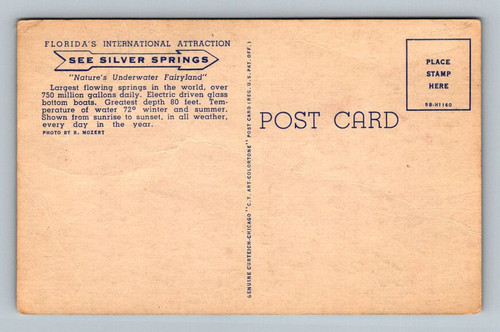 FLORIDA'S INTERNATIONAL ATTRACTION
SEE SILVER SPRINGS
"Nature's Underwater Fairyland"
Largest flowing springs in the world, over
750 million gallons daily. Electric driven glass
bottom boats. Greatest depth 80 feet. Tem-
perature of water 72° winter and summer.
Shown from sunrise to sunset, in all weather,
every day in the year.
PHOTO BY R. MOZERT
GENUINE CURTEICH-CHICAGO "C.T. ART-COLORTONE" POST CARD (REG. U.S. PAT. OFF.)
POST CARD
PLACE
STAMP
HERE
8B-H1160